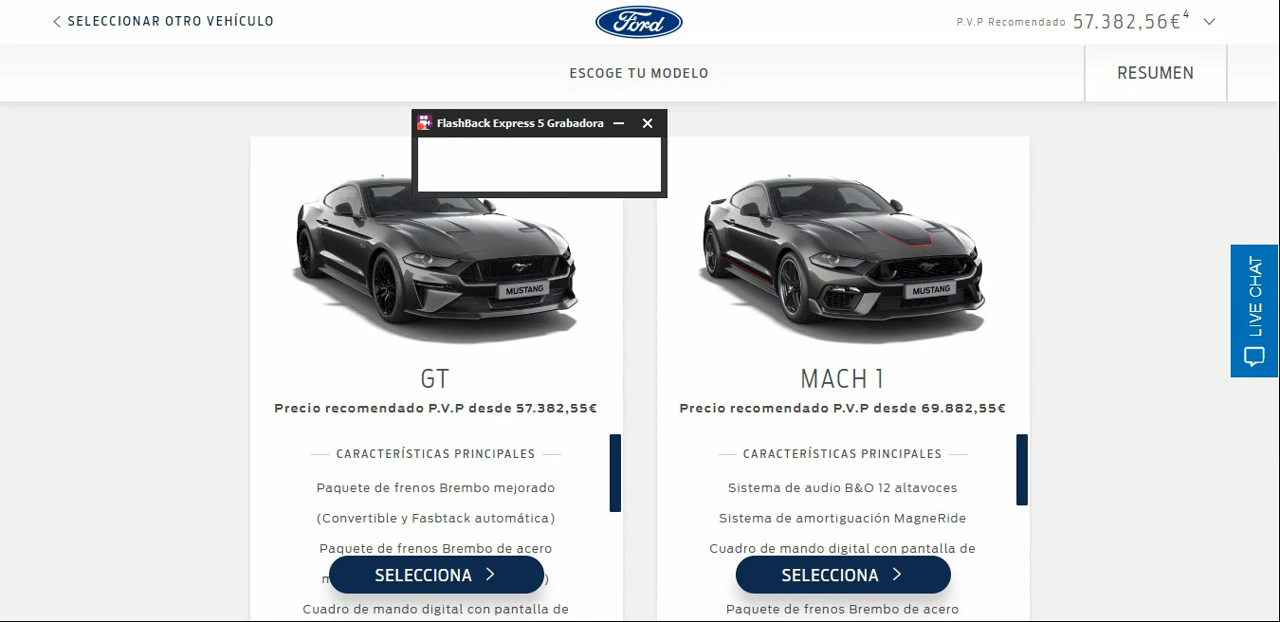 SELECCIONAR OTRO VEHÍCULO
Ford
P.V.P Recomendado 57.382,56€4
ESCOGE TU MODELO
RESUMEN
FlashBack Express 5 Grabadora
MUSTANG
MUSTANG
LIVE CHAT
GT
Precio recomendado P.V.P desde 57.382,55€
CARACTERÍSTICAS PRINCIPALES
Paquete de frenos Brembo mejorado
(Convertible y Fasbtack automática)
Paquete de frenos Brembo de acero
SELECCIONA
Cuadro de mando digital con pantalla de
MACH 1
Precio recomendado P.V.P desde 69.882,55€
CARACTERÍSTICAS PRINCIPALES
Sistema de audio B&O 12 altavoces
Sistema de amortiguación MagneRide
Cuadro de mando digital con pantalla de
SELECCIONA
Paquete de frenos Brembo de acero